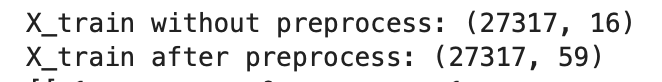 X_train without preprocess: (27317, 16)
X_train after preprocess: (27317, 59)